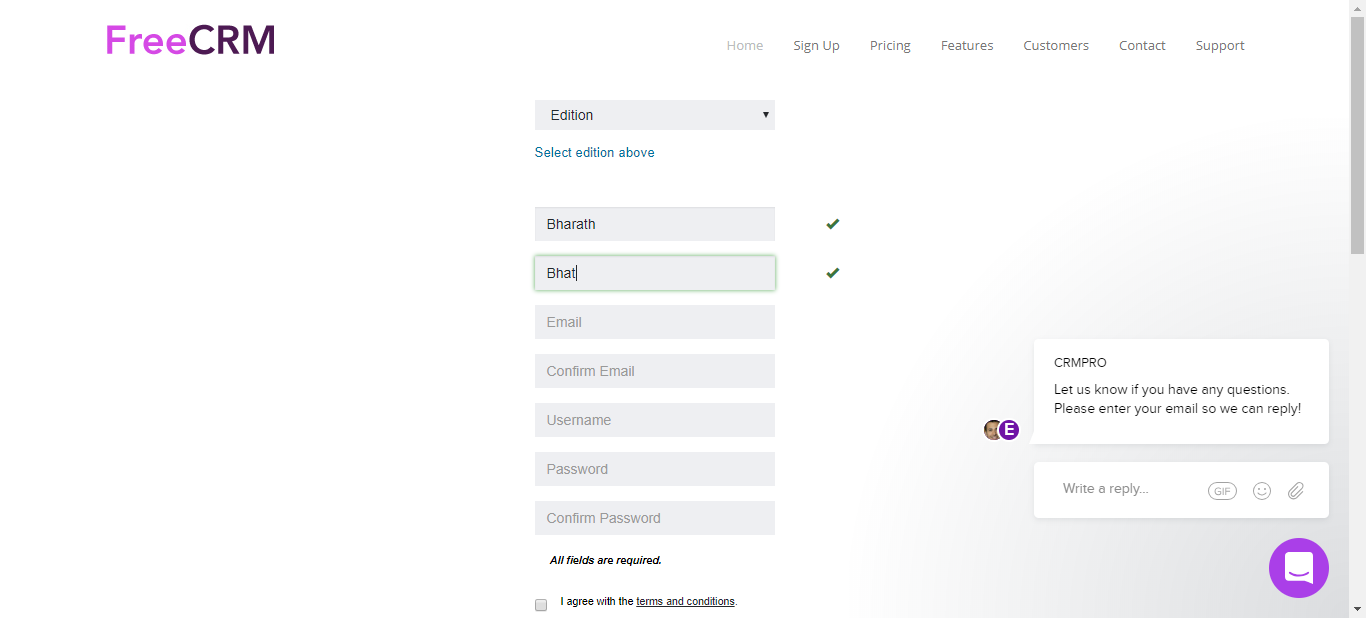 FreeCRM
Home Sign Up Pricing Features Customers Contact Support
Edition
Select edition above
Bharath
Bhat
Email
Confirm Email
Username
Password
Confirm Password
All fields are required.
I agree with the terms and conditions.
CRMPRO
Let us know if you have any questions.
Please enter your email so we can reply!
E
Write a reply...
GIF